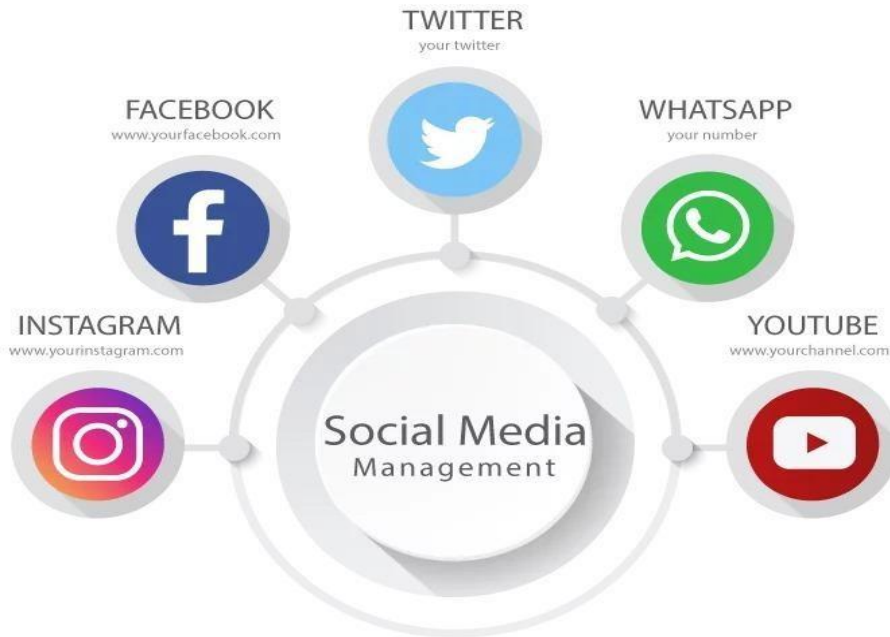 TWITTER
your twitter
FACEBOOK
www.yourfacebook.com
WHATSAPP
your number
INSTAGRAM
www.yourinstagram.com
YOUTUBE
www.yourchannel.com
Social Media
Management